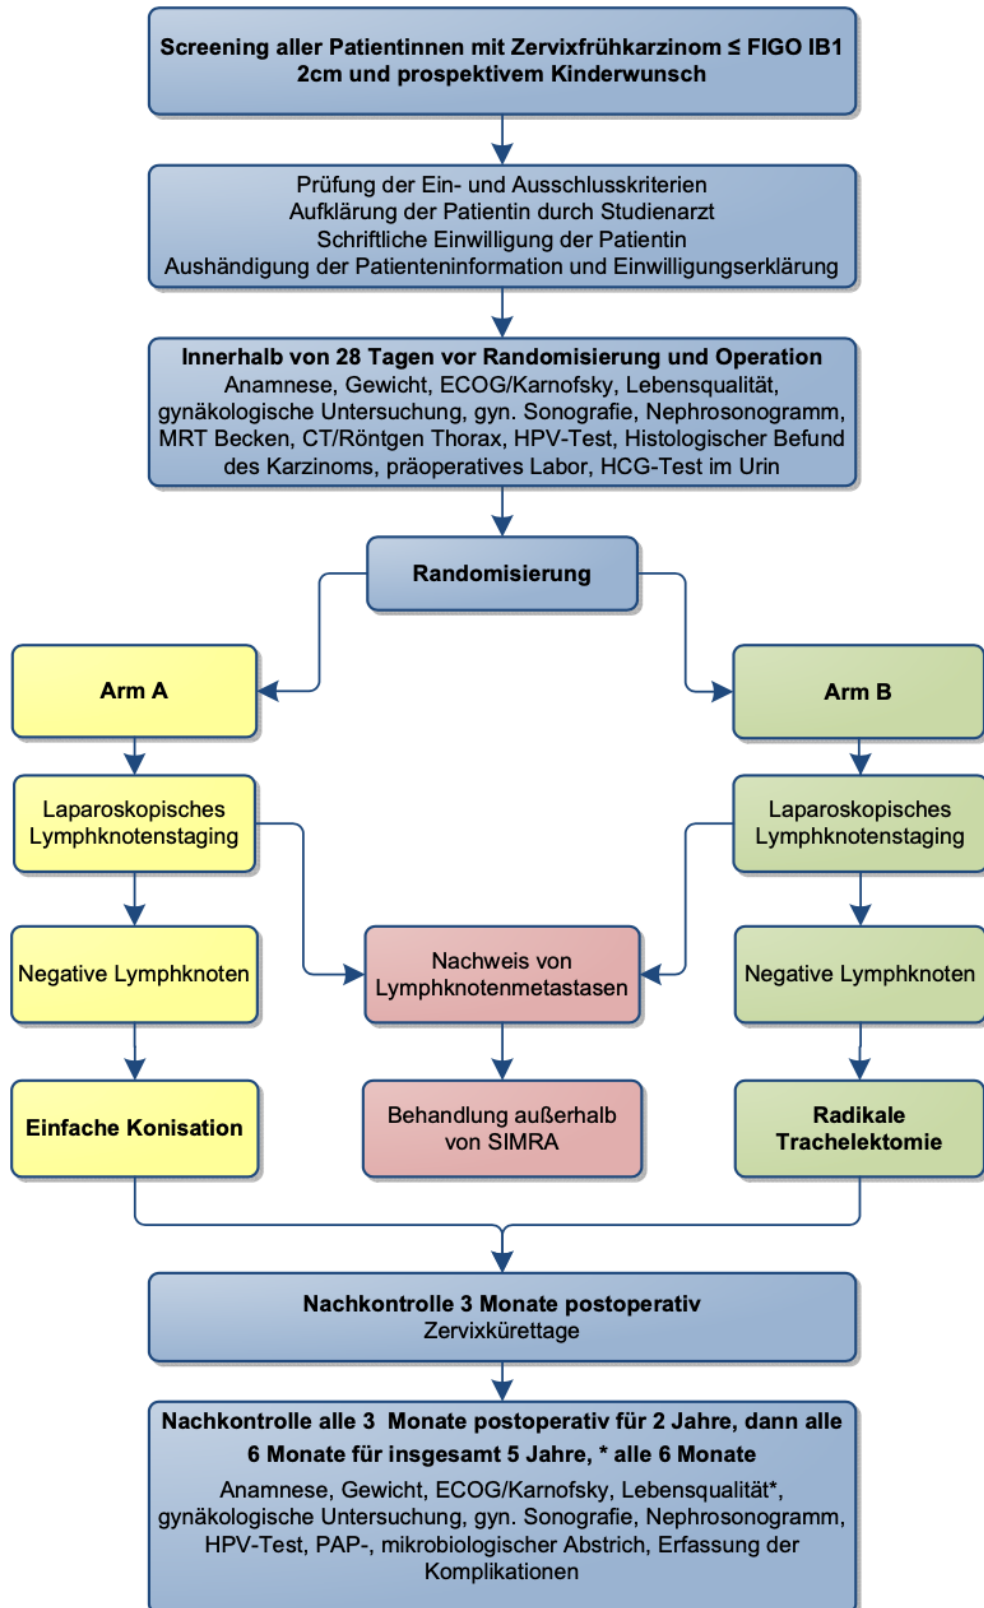 Screening aller Patientinnen mit Zervixfrühkarzinom ≤ FIGO IB1
2cm und prospektivem Kinderwunsch
Prüfung der Ein- und Ausschlusskriterien
Aufklärung der Patientin durch Studienarzt
Schriftliche Einwilligung der Patientin
Aushändigung der Patienteninformation und Einwilligungserklärung
Innerhalb von 28 Tagen vor Randomisierung und Operation
Anamnese, Gewicht, ECOG/Karnofsky, Lebensqualität,
gynäkologische Untersuchung, gyn. Sonografie, Nephrosonogramm,
MRT Becken, CT/Röntgen Thorax, HPV-Test, Histologischer Befund
des Karzinoms, präoperatives Labor, HCG-Test im Urin
Randomisierung
Arm A
Arm B
Laparoskopisches
Lymphknotenstaging
Laparoskopisches
Lymphknotenstaging
Negative Lymphknoten
Nachweis von
Lymphknotenmetastasen
Negative Lymphknoten
Einfache Konisation
Behandlung außerhalb
von SIMRA
Radikale
Trachelektomie
Nachkontrolle 3 Monate postoperativ
Zervixkürettage
Nachkontrolle alle 3 Monate postoperativ für 2 Jahre, dann alle
6 Monate für insgesamt 5 Jahre, * alle 6 Monate
Anamnese, Gewicht, ECOG/Karnofsky, Lebensqualität*,
gynäkologische Untersuchung, gyn. Sonografie, Nephrosonogramm,
HPV-Test, PAP-, mikrobiologischer Abstrich, Erfassung der
Komplikationen